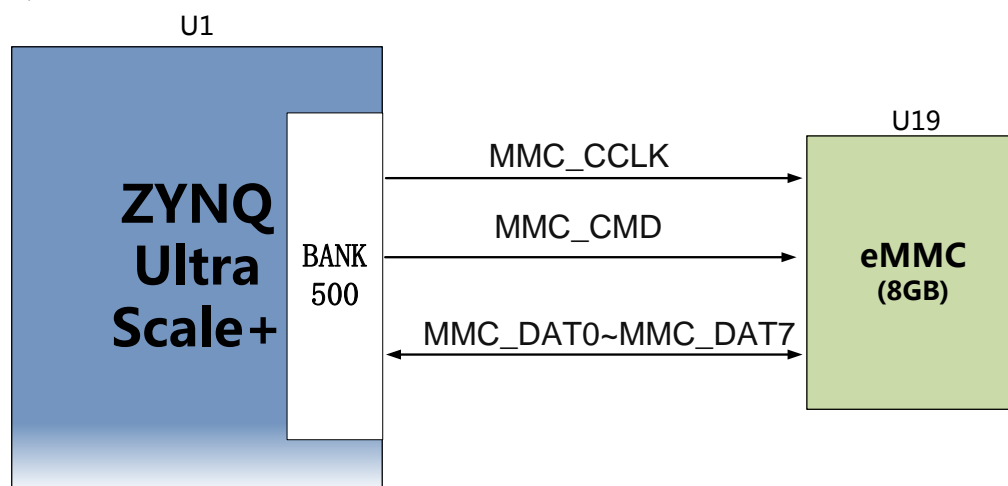 U1
U19
ZYNQ
Ultra
Scale+
BANK
500
MMC_CCLK
MMC_CMD
MMC_DAT0~MMC_DAT7
eMMC
(8GB)